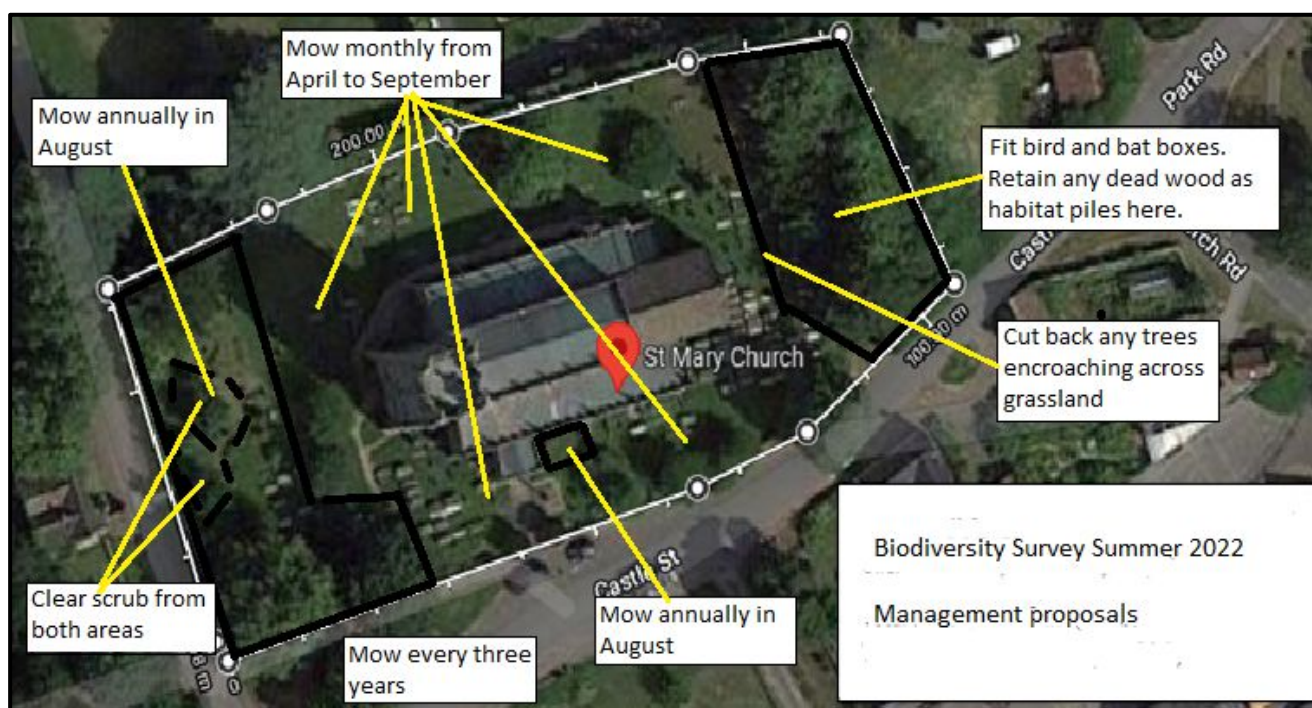 Mow monthly from
April to September
Mow annually in
August
200.00
Park Rd
Fit bird and bat boxes.
Retain any dead wood as
habitat piles here.
St Mary Church
100.00 m
Cut back any trees
encroaching across
grassland
Castle St
Clear scrub from
both areas
Mow every three
years
Mow annually in
August
Biodiversity Survey Summer 2022
Management proposals
0